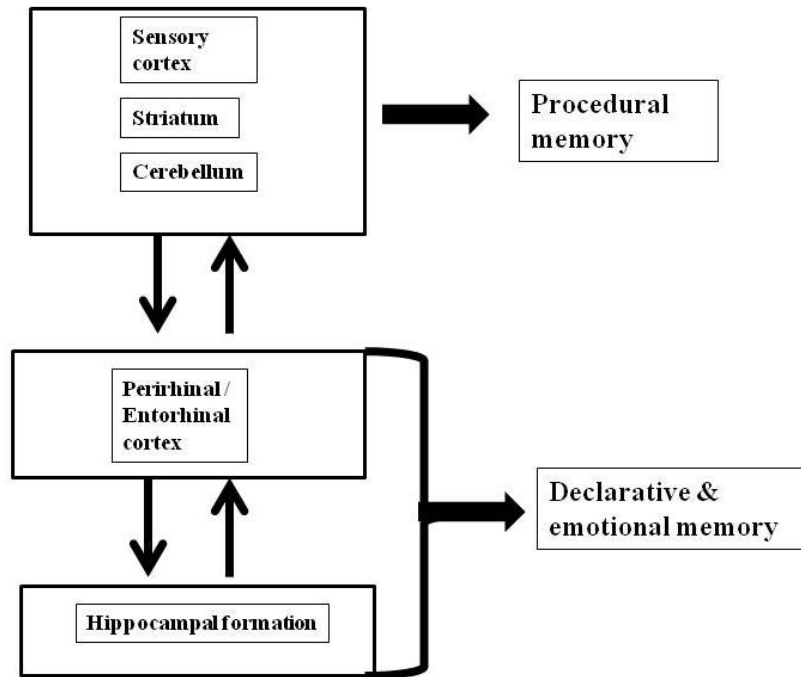 Sensory
cortex
Striatum
Cerebellum
Procedural
memory
Perirhinal /
Entorhinal
cortex
Declarative &
emotional memory
Hippocampal formation